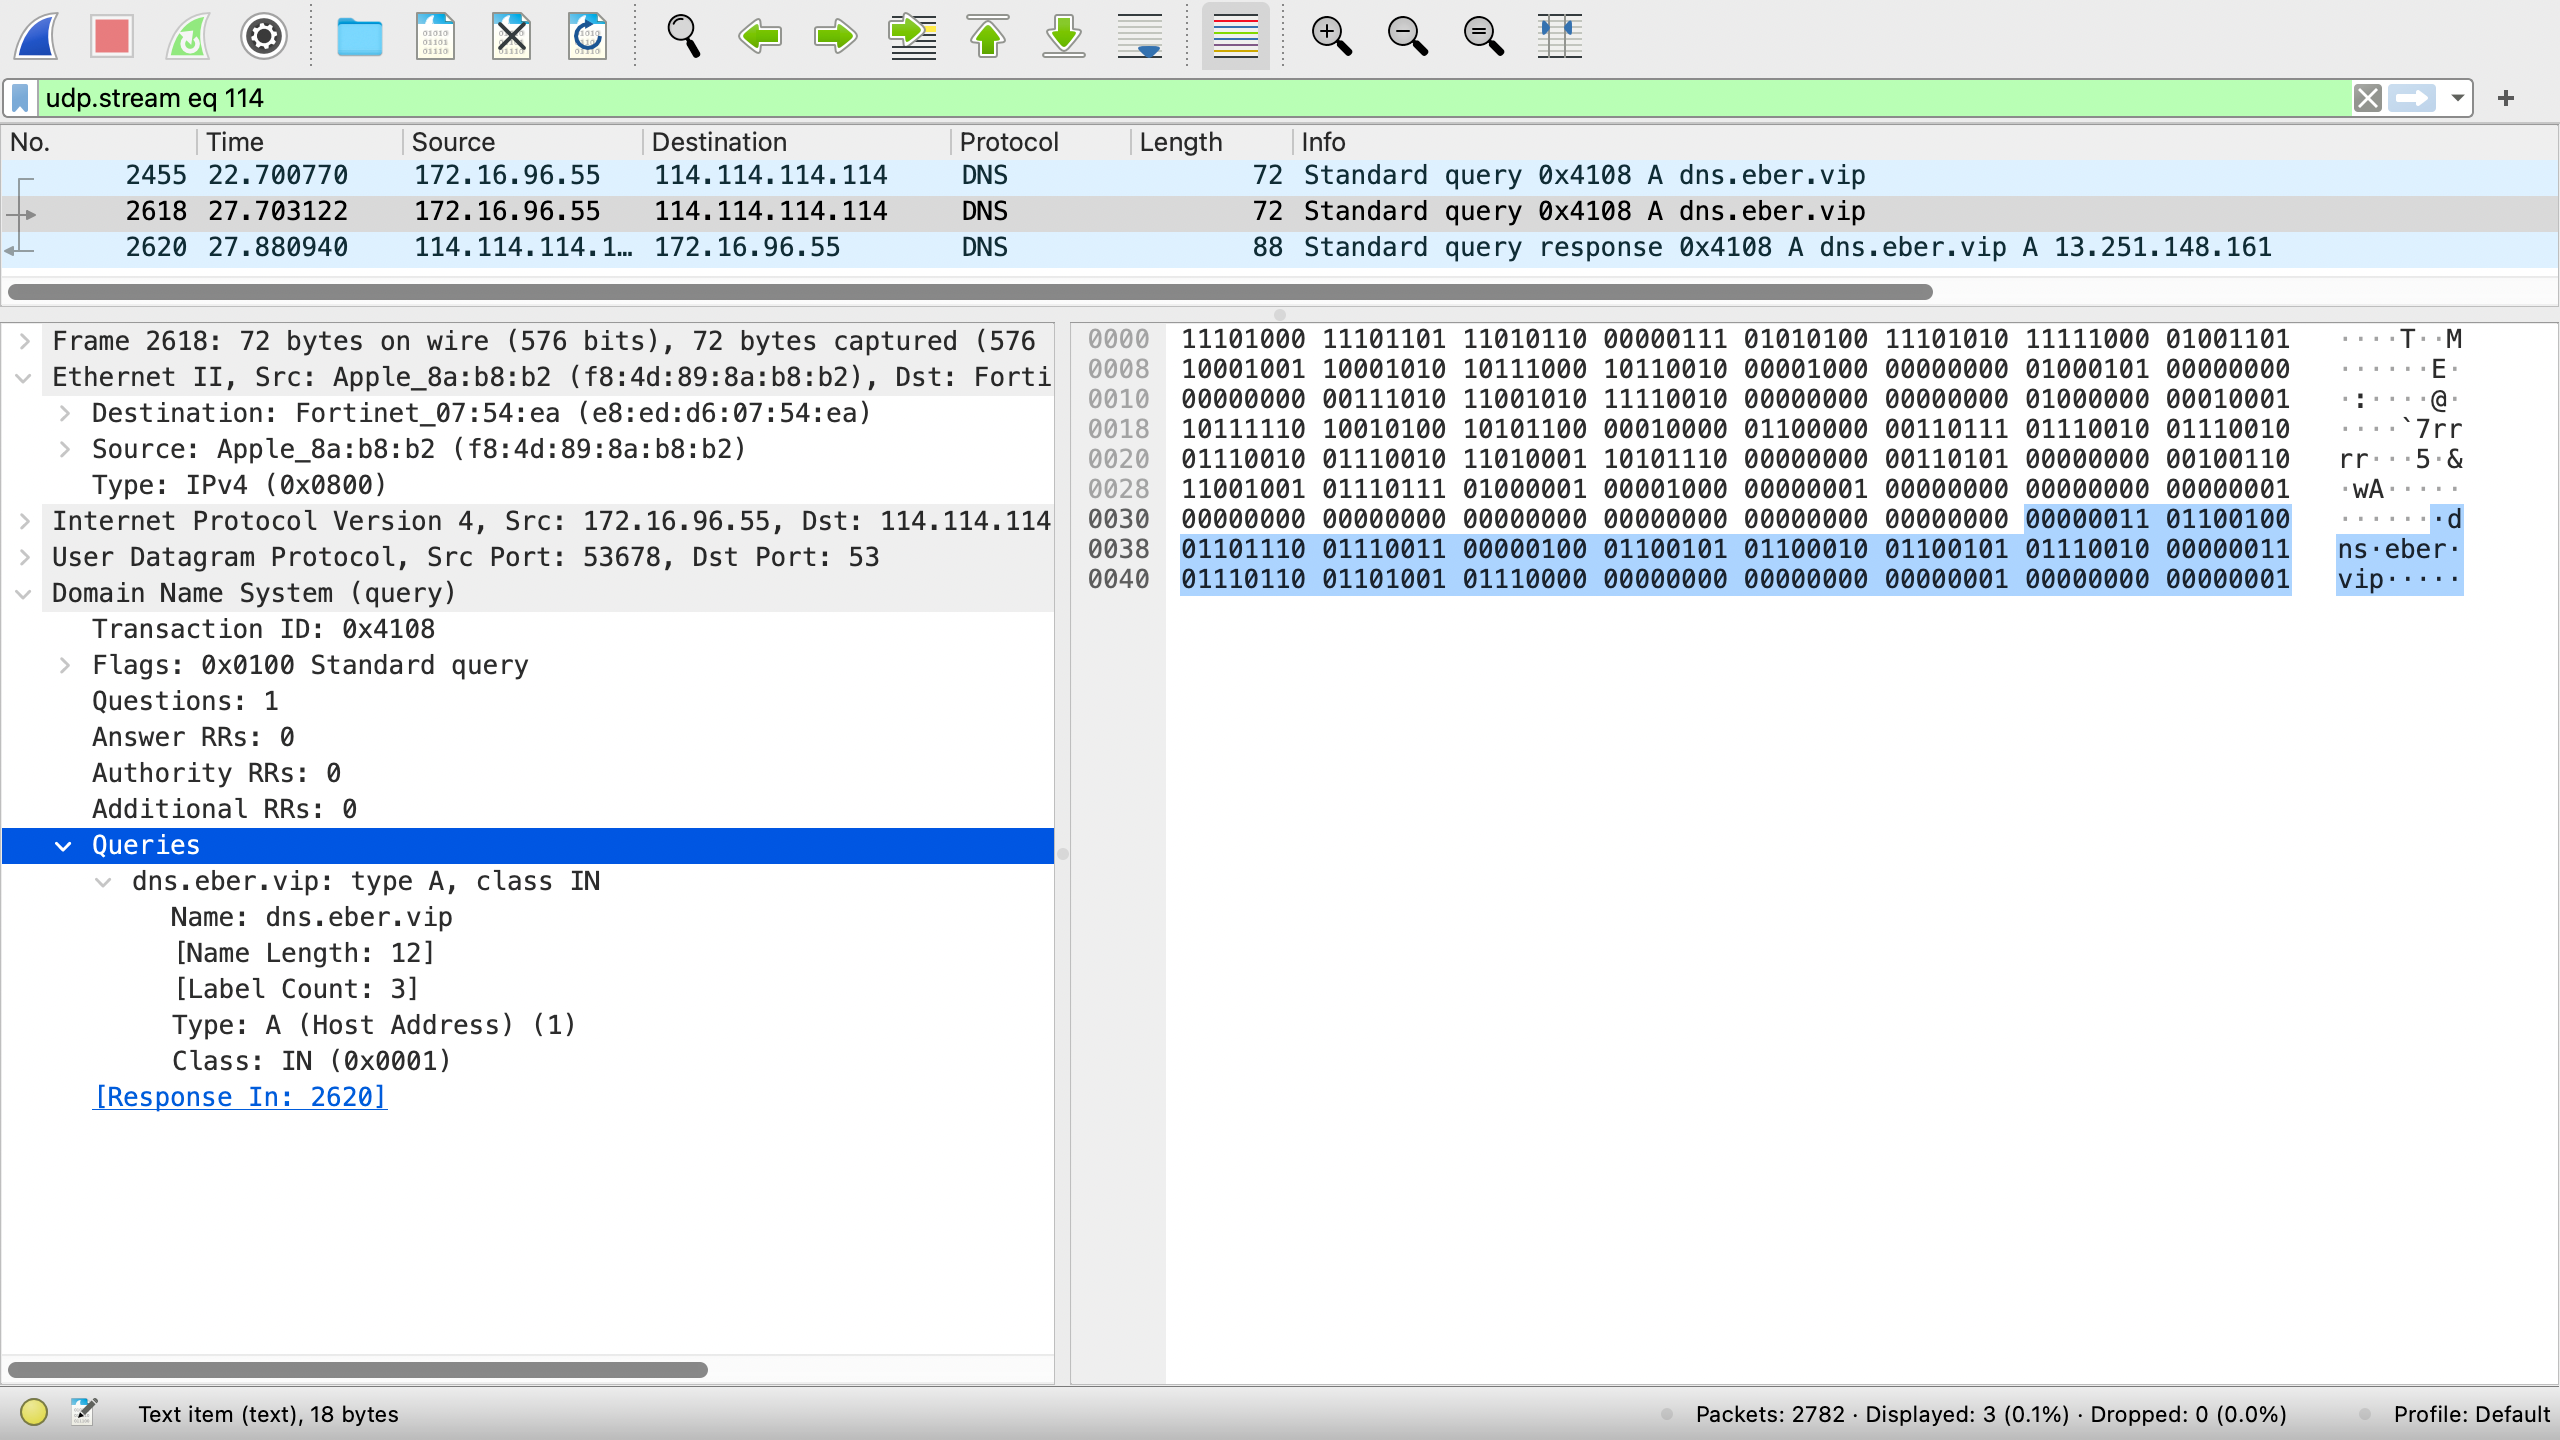 udp.stream eq 114
No. Time Source Destination Protocol Length Info
2455 22.700770 172.16.96.55 114.114.114.114 DNS 72 Standard query 0x4108 A dns.eber.vip
2618 27.703122 172.16.96.55 114.114.114.114 DNS 72 Standard query 0x4108 A dns.eber.vip
2620 27.880940 114.114.114.1… 172.16.96.55 DNS 88 Standard query response 0x4108 A dns.eber.vip A 13.251.148.161
Frame 2618: 72 bytes on wire (576 bits), 72 bytes captured (576
Ethernet II, Src: Apple_8a:b8:b2 (f8:4d:89:8a:b8:b2), Dst: Forti
Destination: Fortinet_07:54:ea (e8:ed:d6:07:54:ea)
Source: Apple_8a:b8:b2 (f8:4d:89:8a:b8:b2)
Type: IPv4 (0x0800)
Internet Protocol Version 4, Src: 172.16.96.55, Dst: 114.114.114
User Datagram Protocol, Src Port: 53678, Dst Port: 53
Domain Name System (query)
Transaction ID: 0x4108
Flags: 0x0100 Standard query
Questions: 1
Answer RRs: 0
Authority RRs: 0
Additional RRs: 0
Queries
dns.eber.vip: type A, class IN
Name: dns.eber.vip
[Name Length: 12]
[Label Count: 3]
Type: A (Host Address) (1)
Class: IN (0x0001)
[Response In: 2620]
0000 11101000 11101101 11010110 00000111 01010100 11101010 11111000 01001101 ····T··M
0008 10001001 10001010 10111000 10110010 00001000 00000000 01000101 00000000 ······E·
0010 00000000 00111010 11001010 11110010 00000000 00000000 01000000 00010001 ·:····@·
0018 10111110 10010100 10101100 00010000 01100000 00110111 01110010 01110010 ····`7rr
0020 01110010 01110010 11010001 10101110 00000000 00110101 00000000 00100110 rr···5·&
0028 11001001 01110111 01000001 00001000 00000001 00000000 00000000 00000001 ·wA·····
0030 00000000 00000000 00000000 00000000 00000000 00000000 00000011 01100100 ·······d
0038 01101110 01110011 00000100 01100101 01100010 01100101 01110010 00000011 ns·eber·
0040 01110110 01101001 01110000 00000000 00000000 00000001 00000000 00000001 vip·····
Text item (text), 18 bytes
Packets: 2782 · Displayed: 3 (0.1%) · Dropped: 0 (0.0%)
Profile: Default